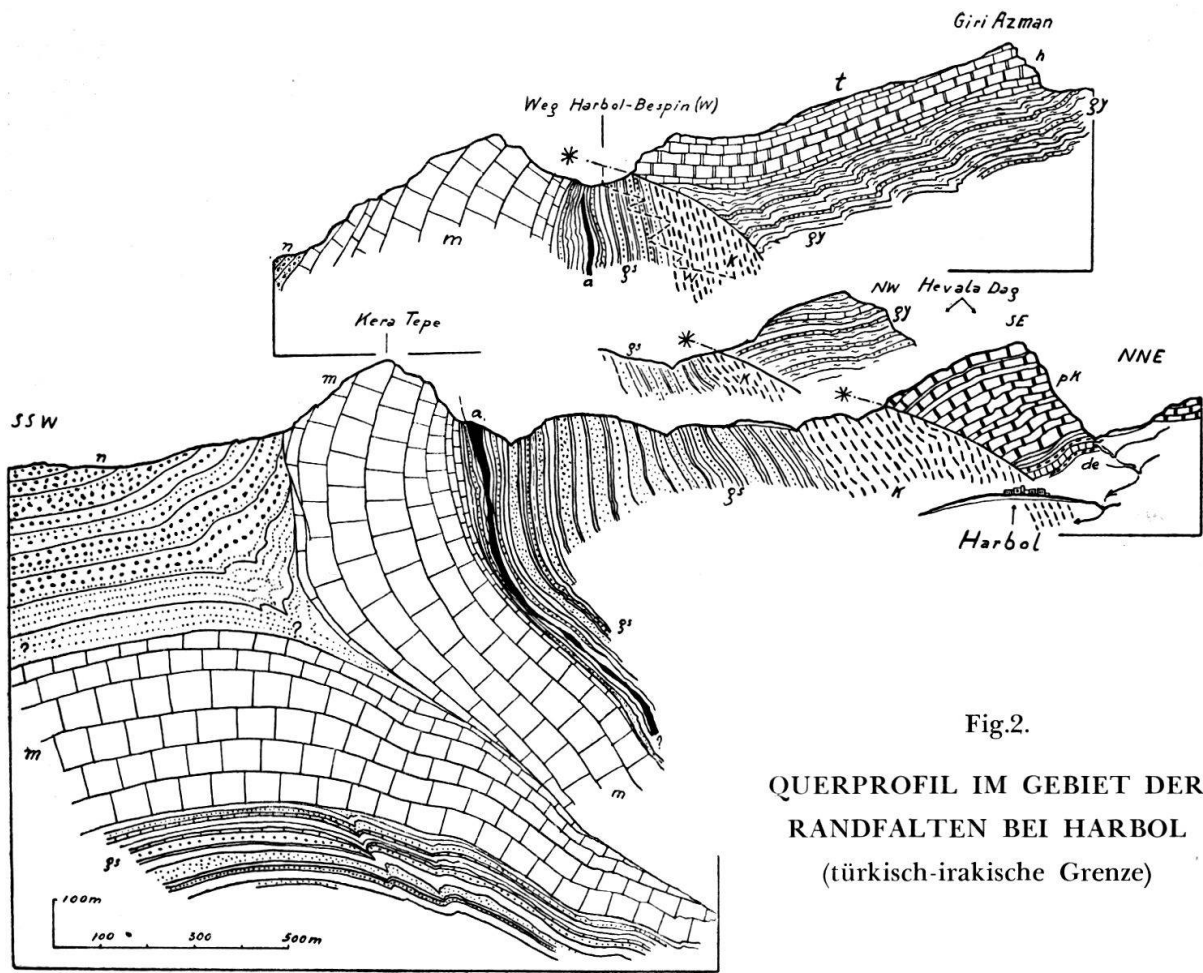 Giri Azman
h
t
gy
Weg Harbol-Bespin (W)
*
n
m
a
gs
W
K
gy
Kera Tepe
NW
Hevala Dag
gy
SE
gs
*
K
*
NNE
pK
m
a
SSW
n
gs
K
de
Harbol
gs
?
?
?
m
m
gs
100m
100
300
500m
Fig.2.
QUERPROFIL IM GEBIET DER
RANDFALTEN BEI HARBOL
(türkisch-irakische Grenze)